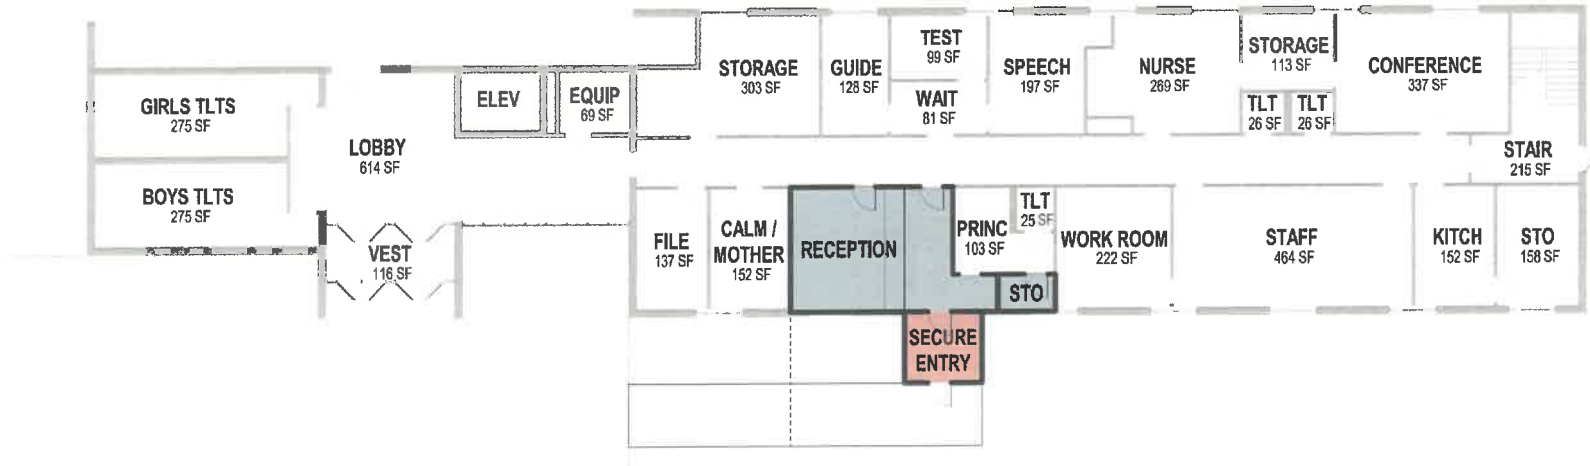 GIRLS TLTS
275 SF
BOYS TLTS
275 SF
LOBBY
614 SF
VEST
116 SF
ELEV
EQUIP
69 SF
STORAGE
303 SF
GUIDE
128 SF
TEST
99 SF
WAIT
81 SF
SPEECH
197 SF
NURSE
269 SF
STORAGE
113 SF
TLT
26 SF
TLT
26 SF
CONFERENCE
337 SF
STAIR
215 SF
FILE
137 SF
CALM /
MOTHER
152 SF
RECEPTION
PRINC
103 SF
TLT
25 SF
STO
SECURE
ENTRY
WORK ROOM
222 SF
STAFF
464 SF
KITCH
152 SF
STO
158 SF